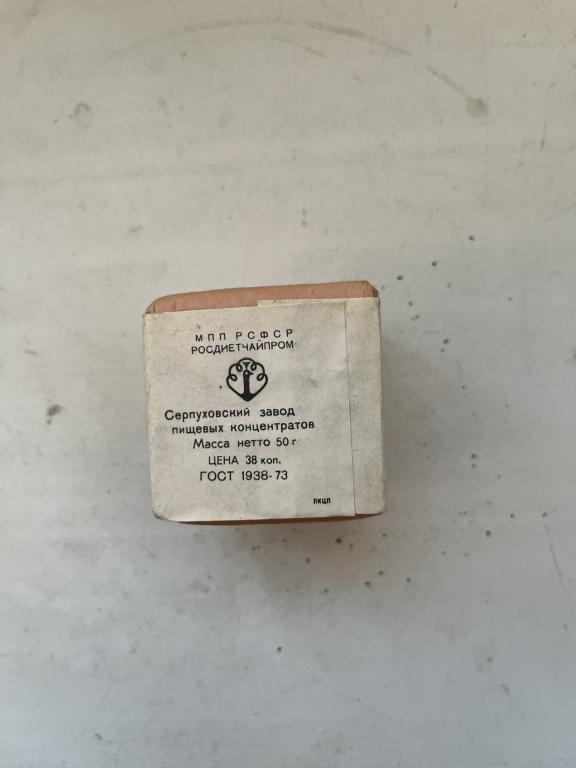 МПП РСФСР
РОСДИЕТЧАЙПРОМ
Серпуховский завод
пищевых концентратов
Масса нетто 50 г
ЦЕНА 38 коп.
ГОСТ 1938-73
ЛКЦП